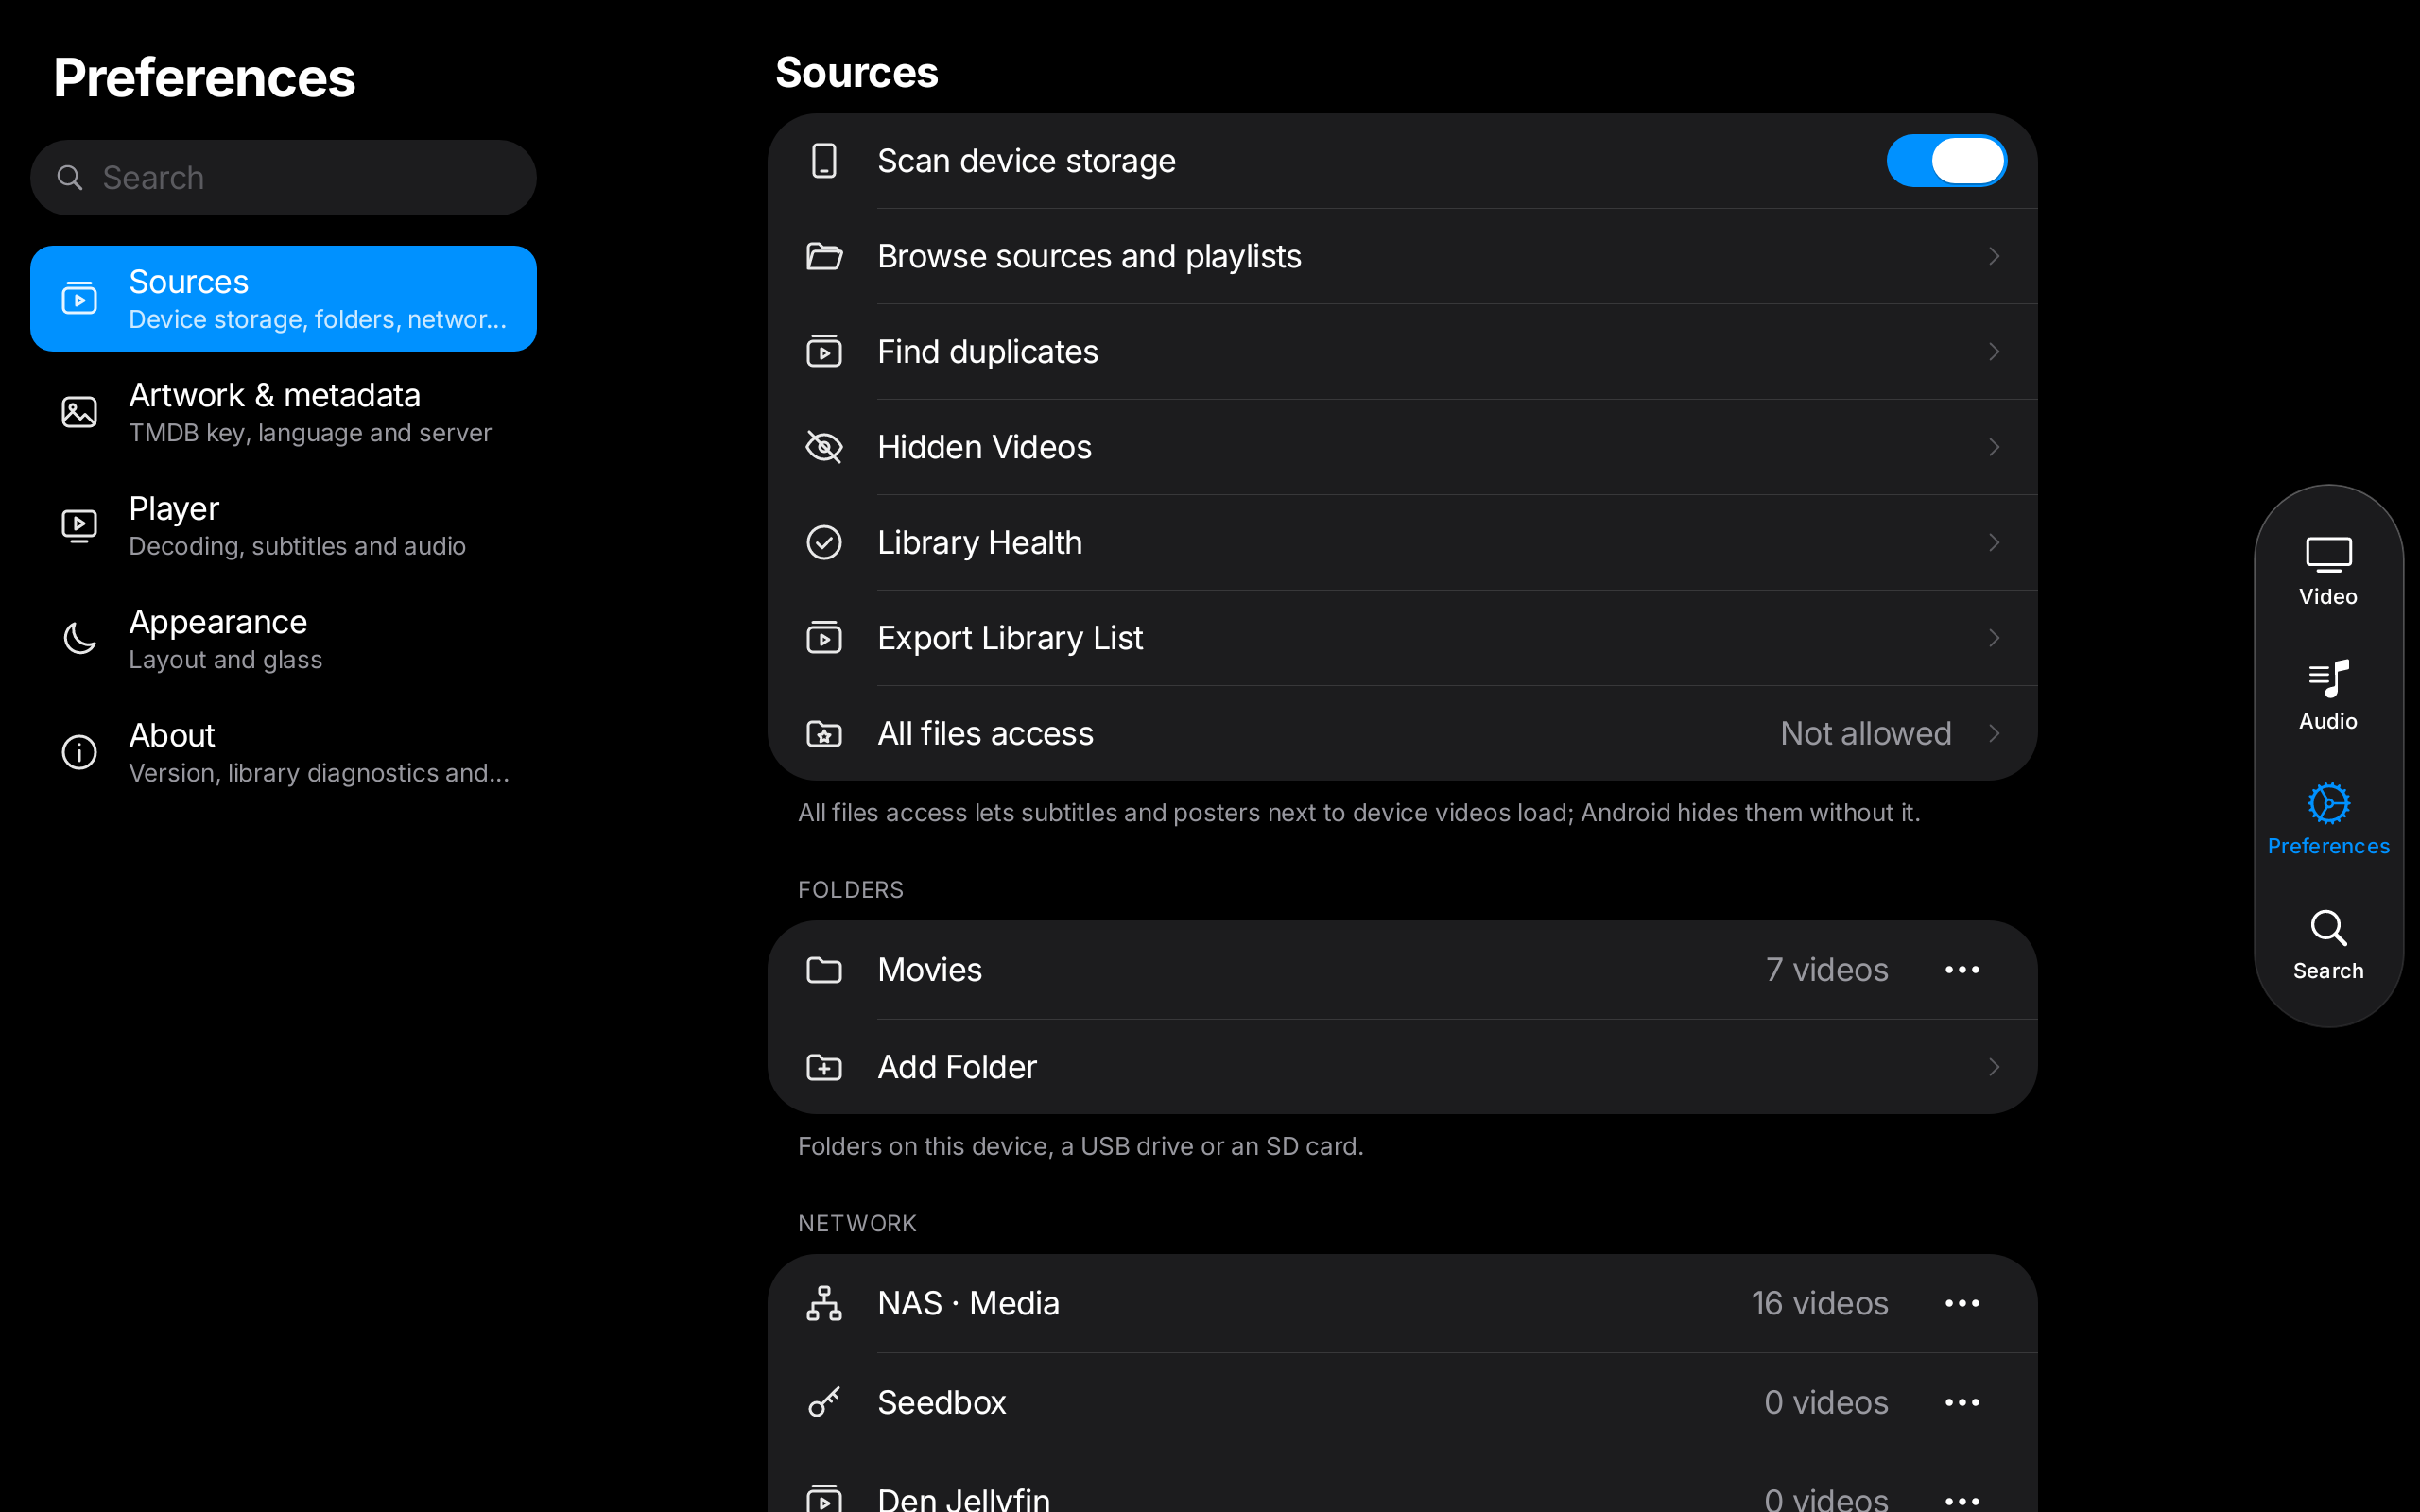 Preferences
Search
Sources
Device storage, folders, networ...
Artwork & metadata
TMDB key, language and server
Player
Decoding, subtitles and audio
Appearance
Layout and glass
About
Version, library diagnostics and...
Sources
Scan device storage
Browse sources and playlists
Find duplicates
Hidden Videos
Library Health
Export Library List
All files access Not allowed
All files access lets subtitles and posters next to device videos load; Android hides them without it.
FOLDERS
Movies 7 videos
Add Folder
Folders on this device, a USB drive or an SD card.
NETWORK
NAS · Media 16 videos
Seedbox 0 videos
Den Jellyfin 0 videos
Video
Audio
Preferences
Search